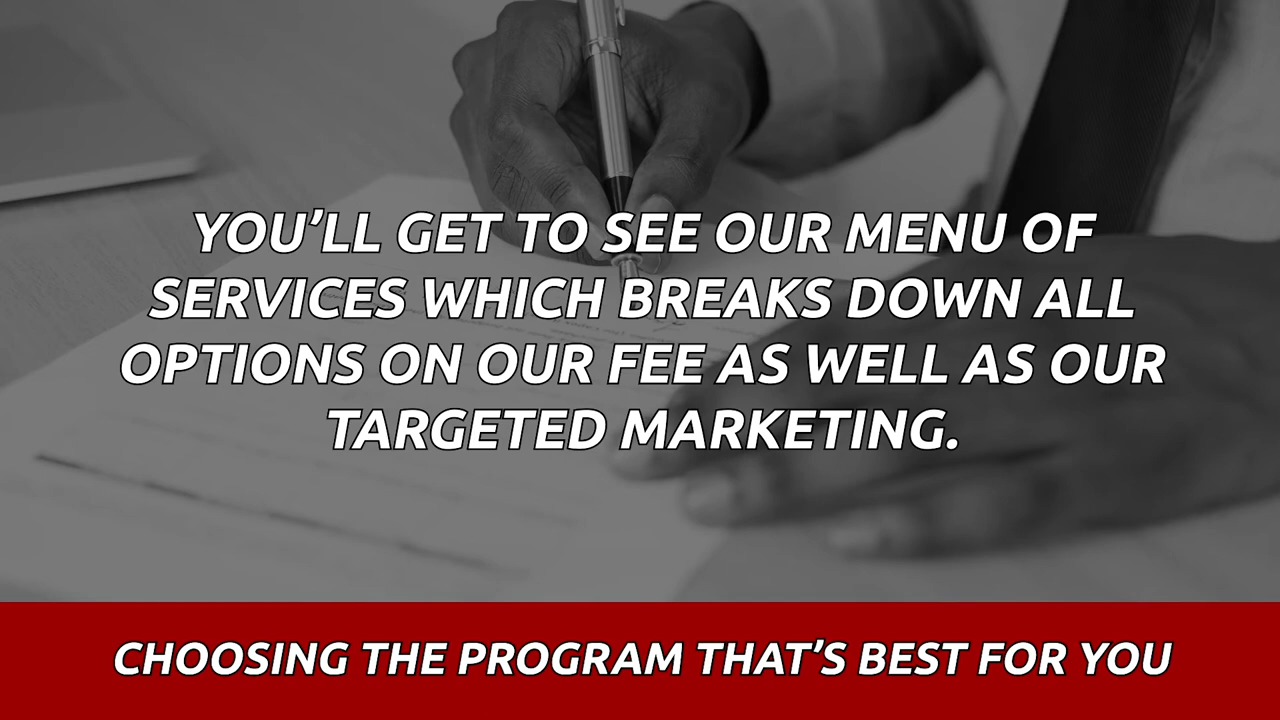 YOU’LL GET TO SEE OUR MENU OF
SERVICES WHICH BREAKS DOWN ALL
OPTIONS ON OUR FEE AS WELL AS OUR
TARGETED MARKETING.
CHOOSING THE PROGRAM THAT’S BEST FOR YOU